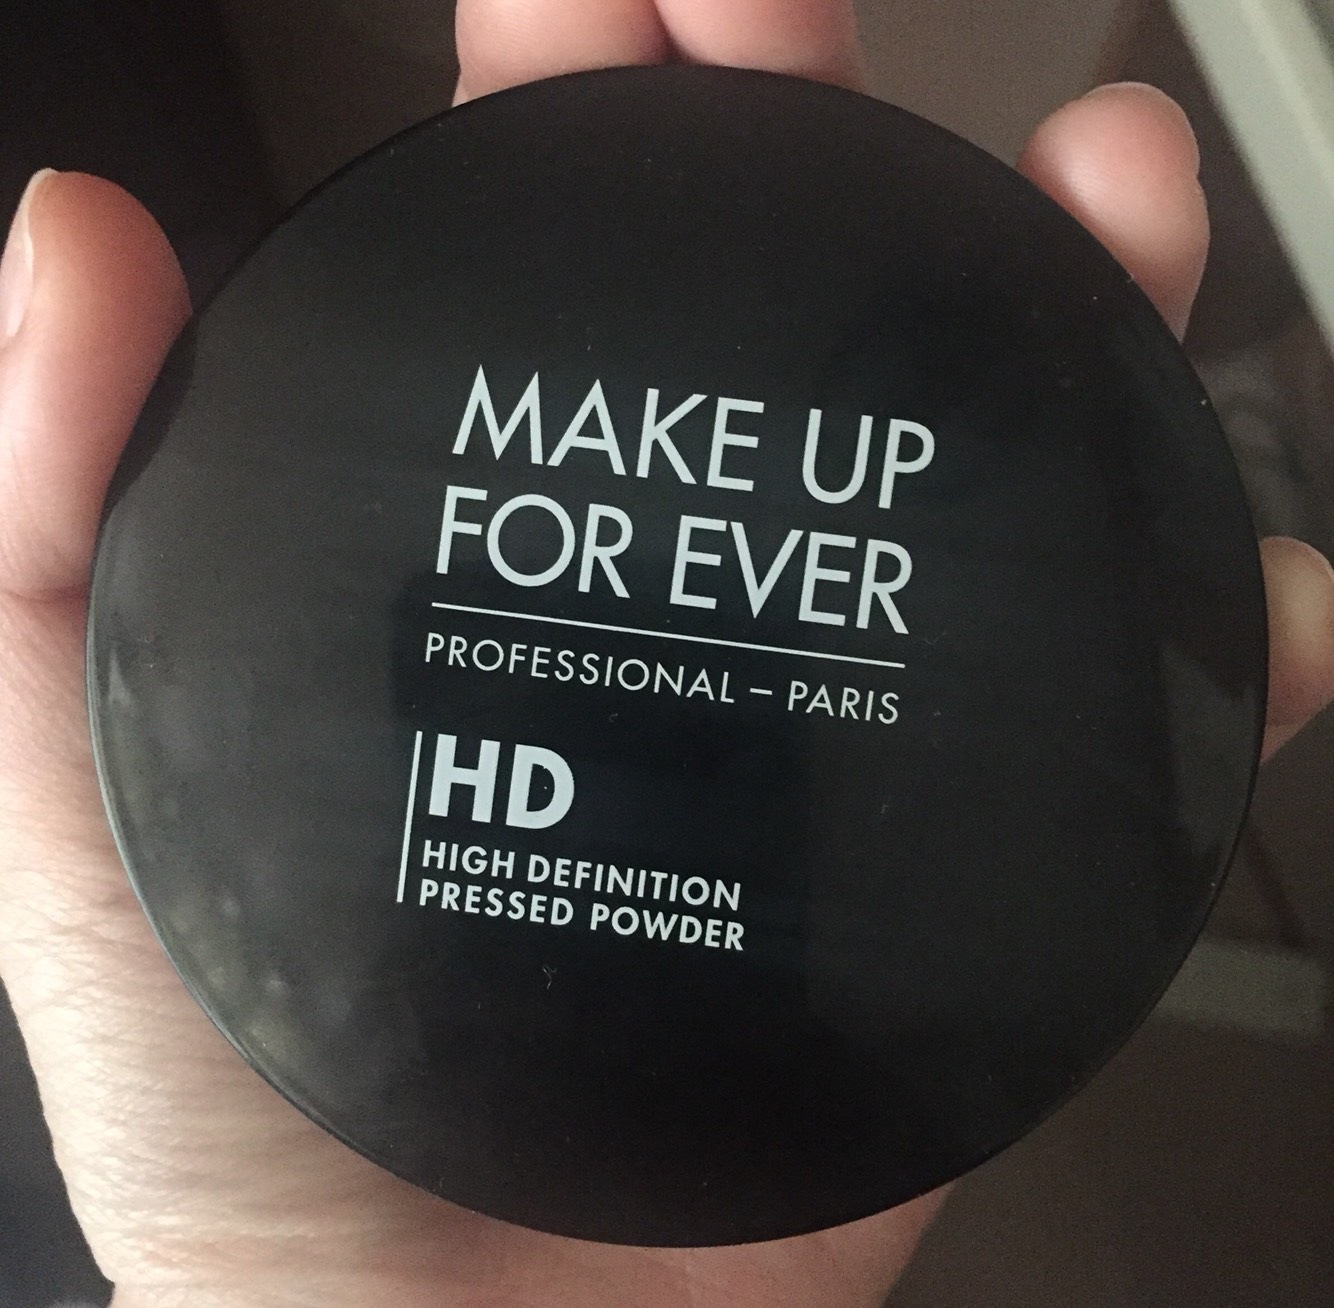 MAKE UP
FOR EVER
PROFESSIONAL – PARIS
HD
HIGH DEFINITION
PRESSED POWDER